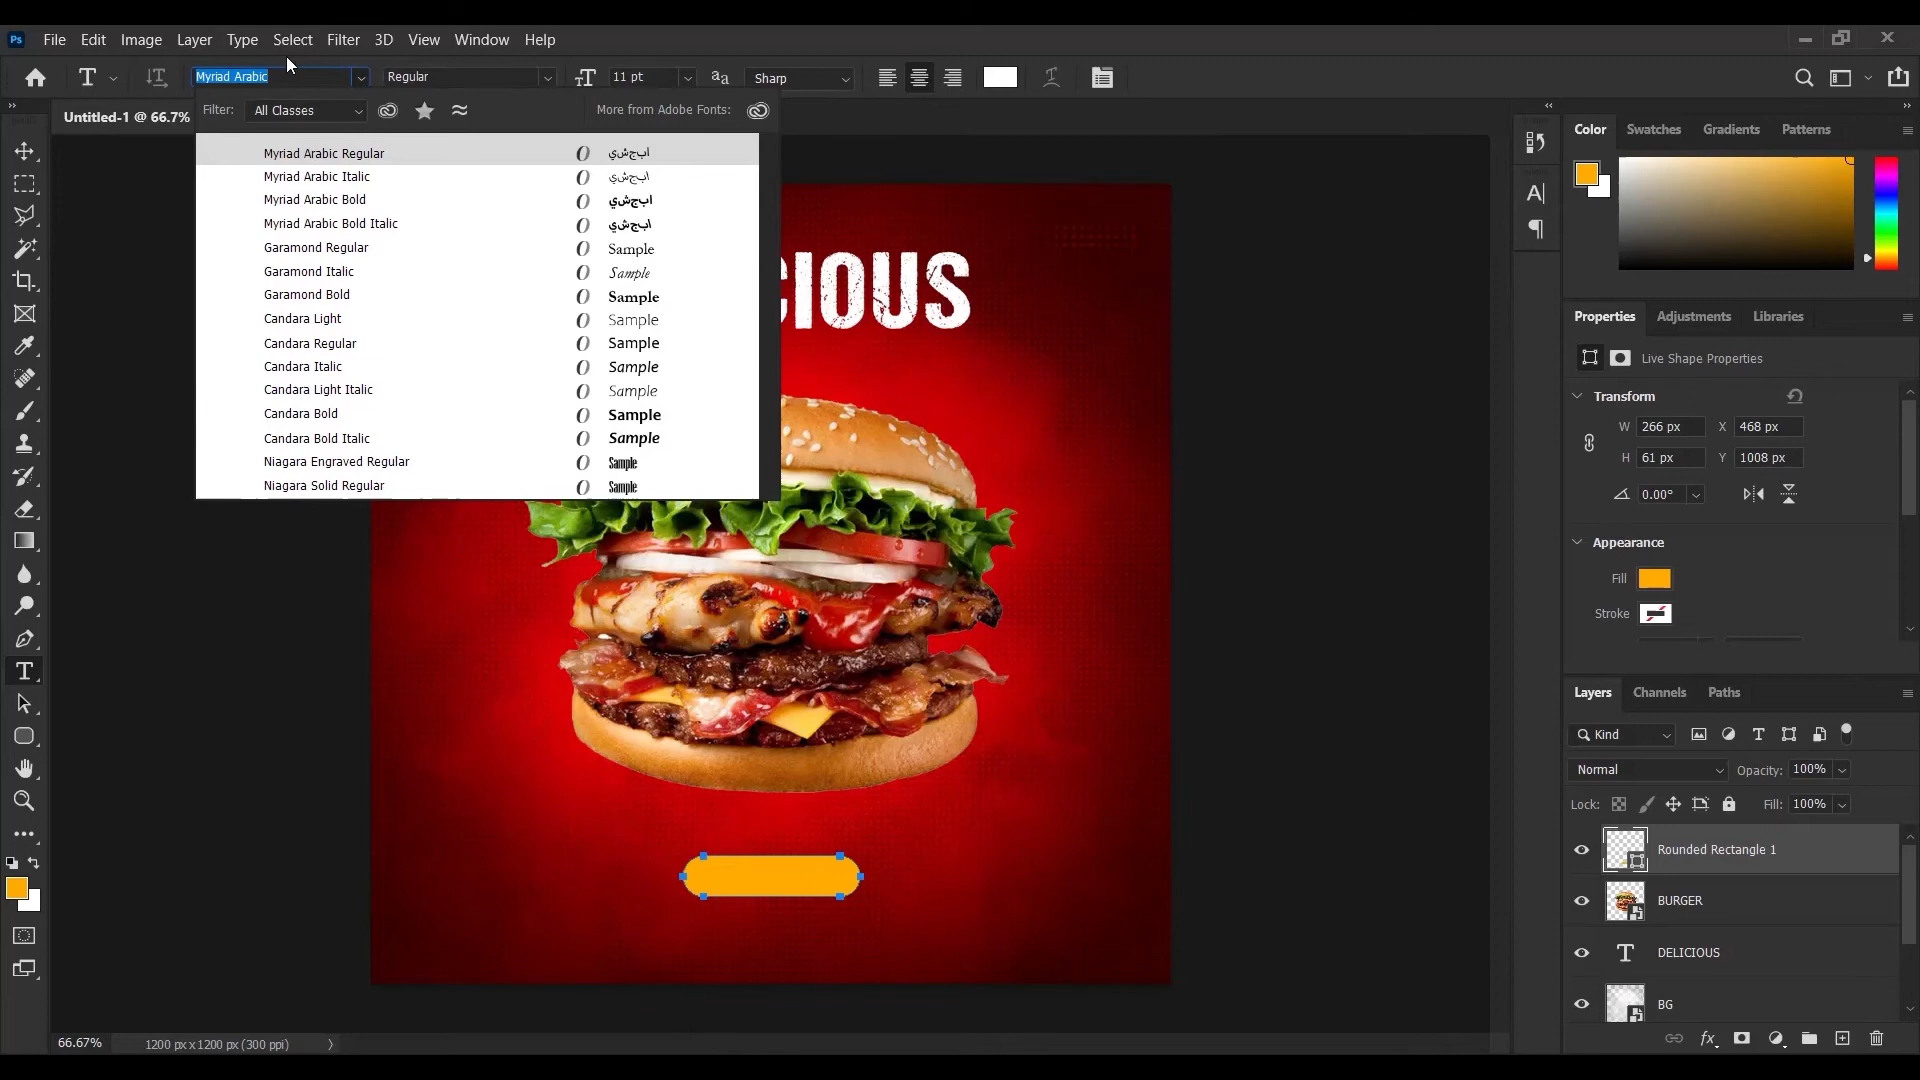 Ps File Edit Image Layer Type Select Filter 3D View Window Help
T Myriad Arabic Regular 11 pt aa Sharp
Filter: All Classes More from Adobe Fonts:
Untitled-1 @ 66.7%
Myriad Arabic Regular O ابجشي
Myriad Arabic Italic O ابجشي
Myriad Arabic Bold O ابجشي
Myriad Arabic Bold Italic O ابجشي
Garamond Regular O Sample
Garamond Italic O Sample
Garamond Bold O Sample
Candara Light O Sample
Candara Regular O Sample
Candara Italic O Sample
Candara Light Italic O Sample
Candara Bold O Sample
Candara Bold Italic O Sample
Niagara Engraved Regular O Sample
Niagara Solid Regular O Sample
CIOUS
Color Swatches Gradients Patterns
Properties Adjustments Libraries
Live Shape Properties
Transform
W 266 px X 468 px
H 61 px Y 1008 px
0.00°
Appearance
Fill
Stroke
Layers Channels Paths
Kind
Normal Opacity: 100%
Lock: Fill: 100%
Rounded Rectangle 1
BURGER
DELICIOUS
BG
fx
66.67% 1200 px x 1200 px (300 ppi)